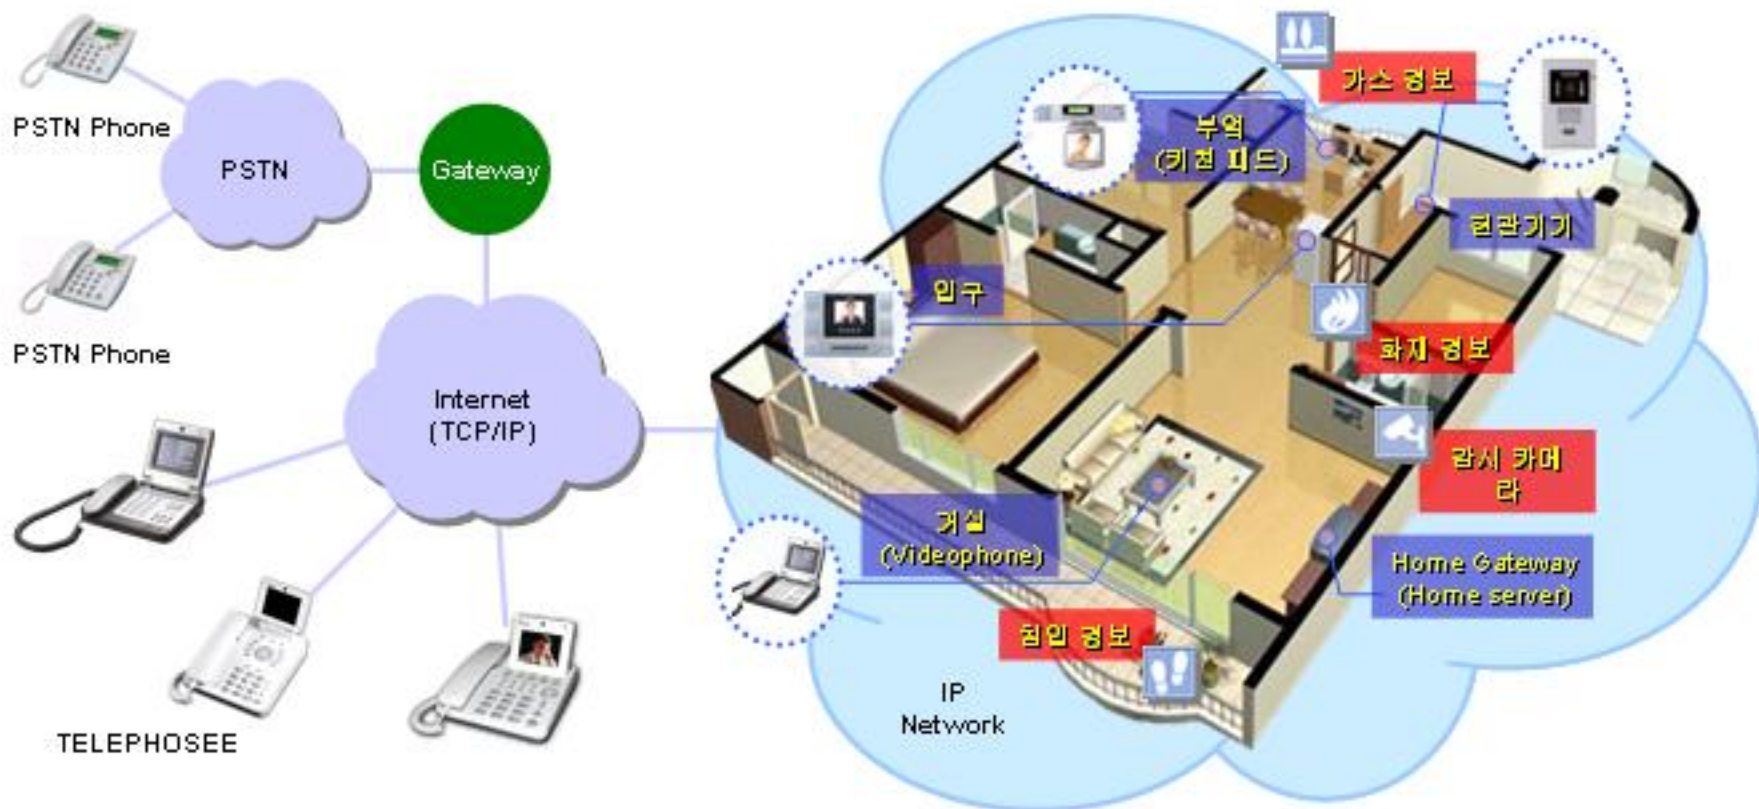 PSTN Phone
PSTN
Gateway
PSTN Phone
Internet
(TCP/IP)
TELEPHOSEE
가스 경보
부엌
(키친 피드)
현관기기
입구
화재 경보
감시 카메
라
거실
(Videophone)
Home Gateway
(Home server)
침입 경보
IP
Network